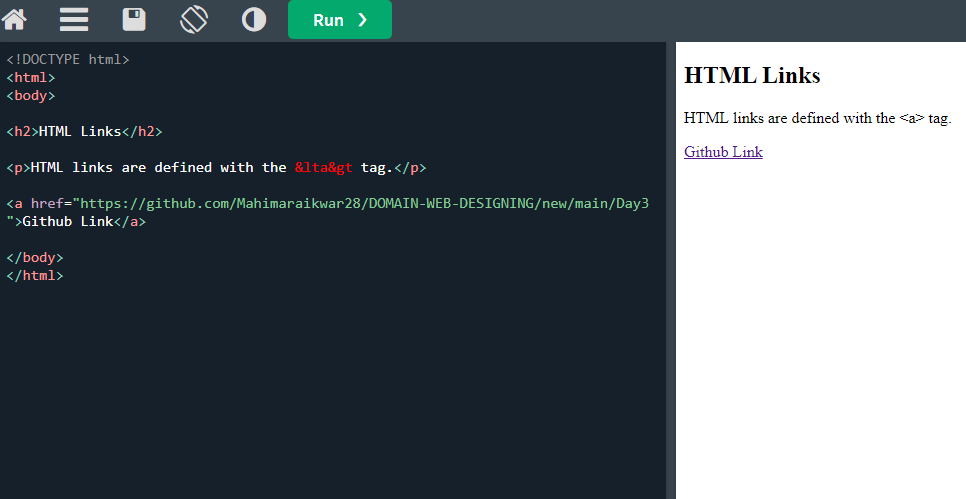 Run ❯
<!DOCTYPE html>
<html>
<body>
<h2>HTML Links</h2>
<p>HTML links are defined with the &lta&gt tag.</p>
<a href="https://github.com/Mahimaraikwar28/DOMAIN-WEB-DESIGNING/new/main/Day3
">Github Link</a>
</body>
</html>
HTML Links
HTML links are defined with the <a> tag.
Github Link